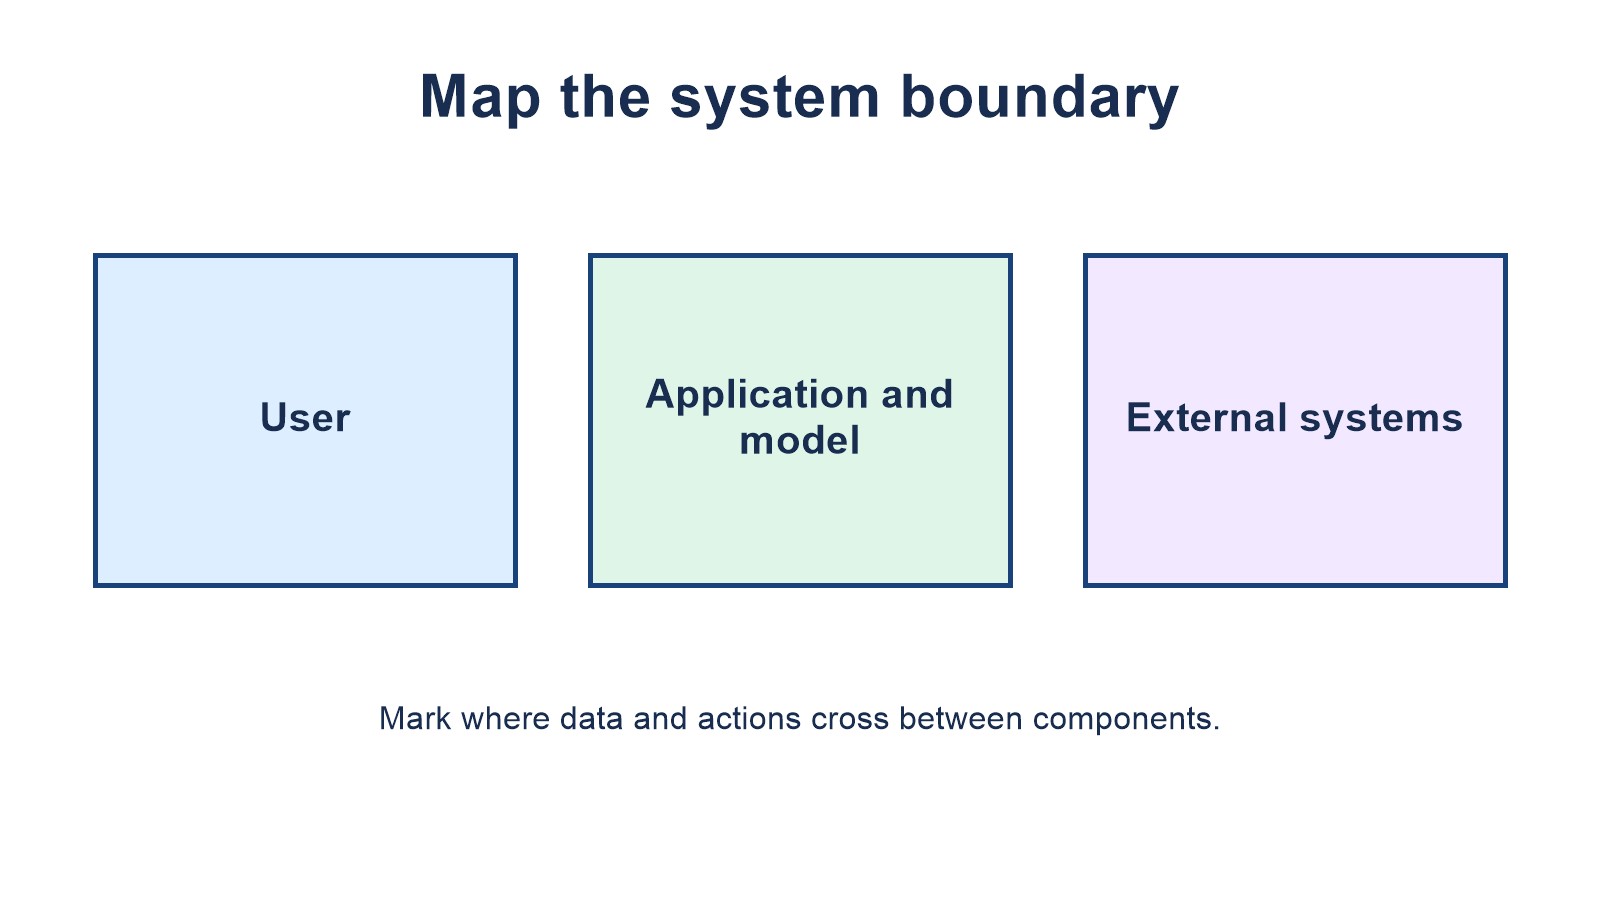 Map the system boundary
User
Application and
model
External systems
Mark where data and actions cross between components.